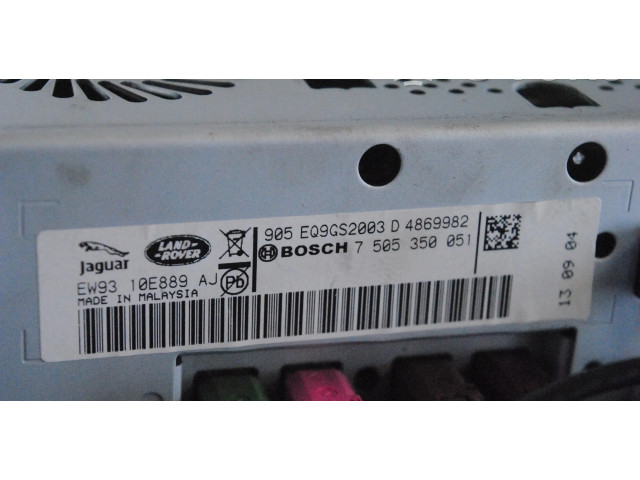 905 EQ9GS2003 D 4869982
BOSCH 7 505 350 051
Jaguar
LAND-
ROVER
EW93 10E889 AJ
Pb
MADE IN MALAYSIA
13 09 04